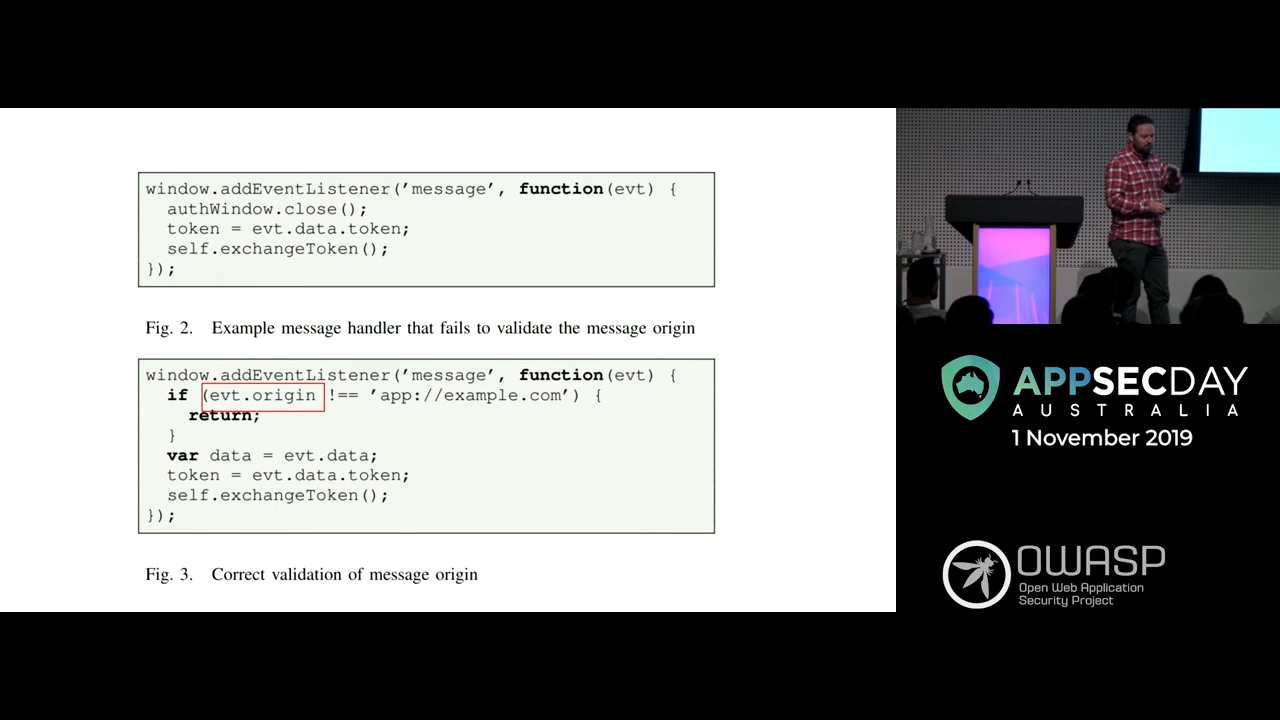 window.addEventListener(’message’, function(evt) {
authWindow.close();
token = evt.data.token;
self.exchangeToken();
});
Fig. 2. Example message handler that fails to validate the message origin
window.addEventListener(’message’, function(evt) {
if (evt.origin !== ’app://example.com’) {
return;
}
var data = evt.data;
token = evt.data.token;
self.exchangeToken();
});
Fig. 3. Correct validation of message origin
APPSECDAY
AUSTRALIA
1 November 2019
OWASP
Open Web Application
Security Project